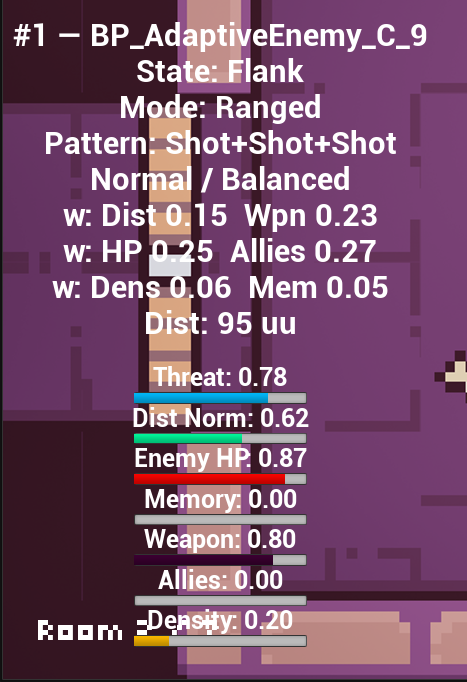 #1 — BP_AdaptiveEnemy_C_9
State: Flank
Mode: Ranged
Pattern: Shot+Shot+Shot
Normal / Balanced
w: Dist 0.15 Wpn 0.23
w: HP 0.25 Allies 0.27
w: Dens 0.06 Mem 0.05
Dist: 95 uu
Threat: 0.78
Dist Norm: 0.62
Enemy HP: 0.87
Memory: 0.00
Weapon: 0.80
Allies: 0.00
Density: 0.20
Room